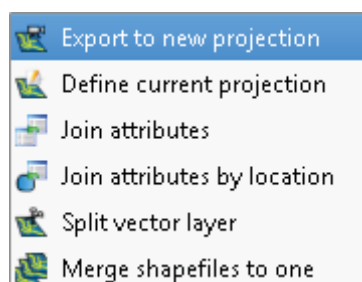 Export to new projection
Define current projection
Join attributes
Join attributes by location
Split vector layer
Merge shapefiles to one